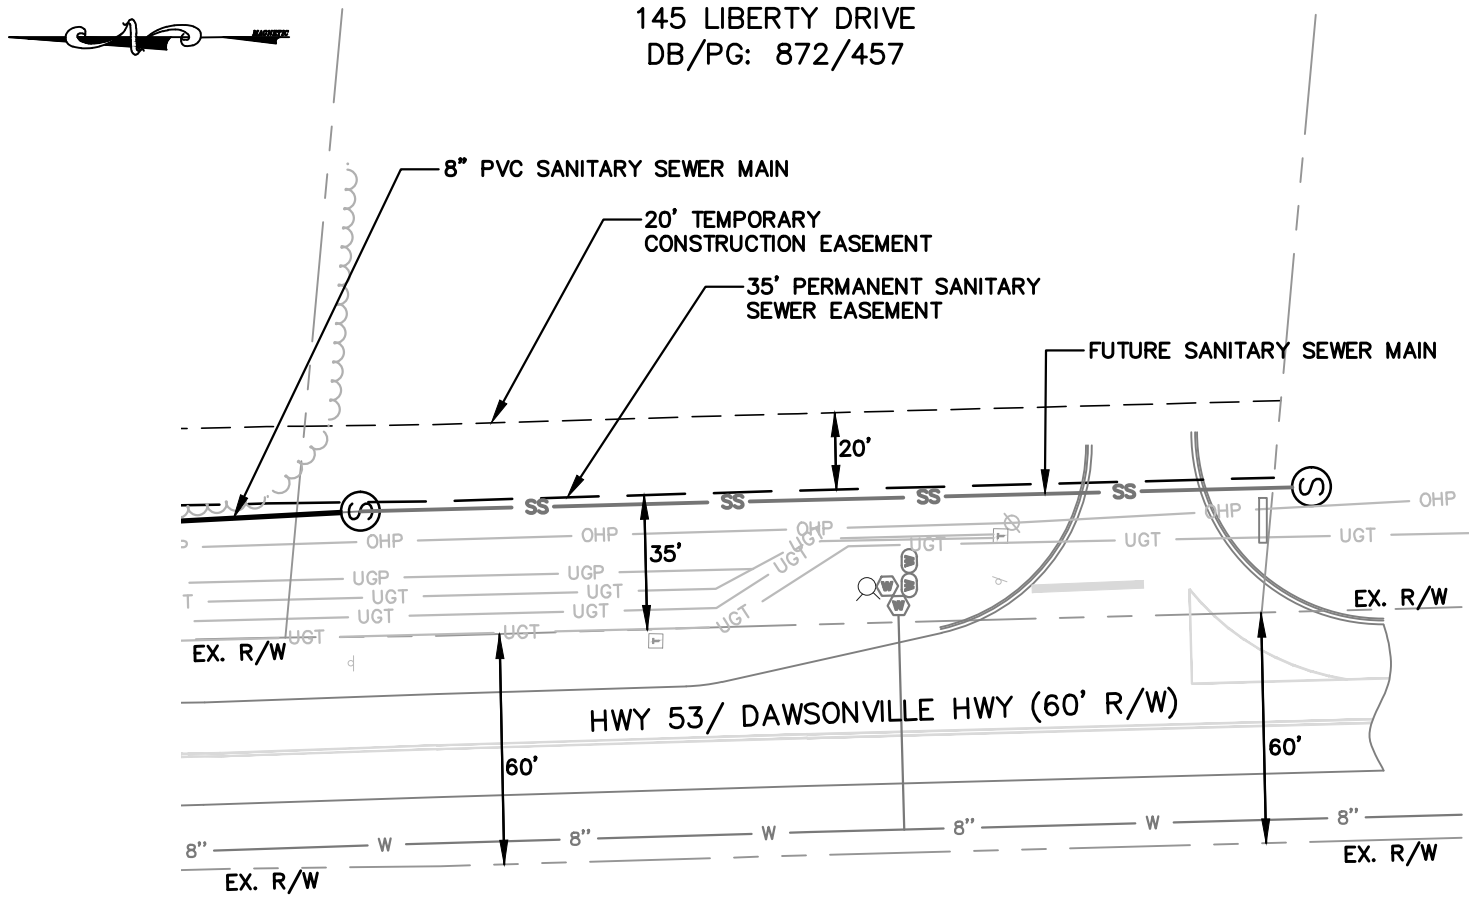 145 LIBERTY DRIVE
DB/PG: 872/457
N
MAGNETIC
8" PVC SANITARY SEWER MAIN
20' TEMPORARY
CONSTRUCTION EASEMENT
35' PERMANENT SANITARY
SEWER EASEMENT
FUTURE SANITARY SEWER MAIN
20'
S SS SS SS SS S
OHP OHP OHP OHP OHP
35'
P UGP UGP UGT UGT UGT UGT UGT
T UGT UGT
UGT UGT
UGT UGT UGT
T
T
W
W W
W
EX. R/W
EX. R/W
HWY 53/ DAWSONVILLE HWY (60' R/W)
60'
60'
8" W 8" W 8" W 8"
EX. R/W
EX. R/W